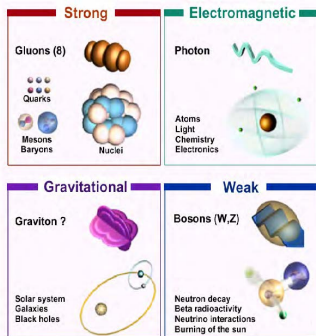 Strong
Gluons (8)
Quarks
Mesons
Baryons
Nuclei
Electromagnetic
Photon
Atoms
Light
Chemistry
Electronics
Gravitational
Graviton ?
Solar system
Galaxies
Black holes
Weak
Bosons (W,Z)
Neutron decay
Beta radioactivity
Neutrino interactions
Burning of the sun